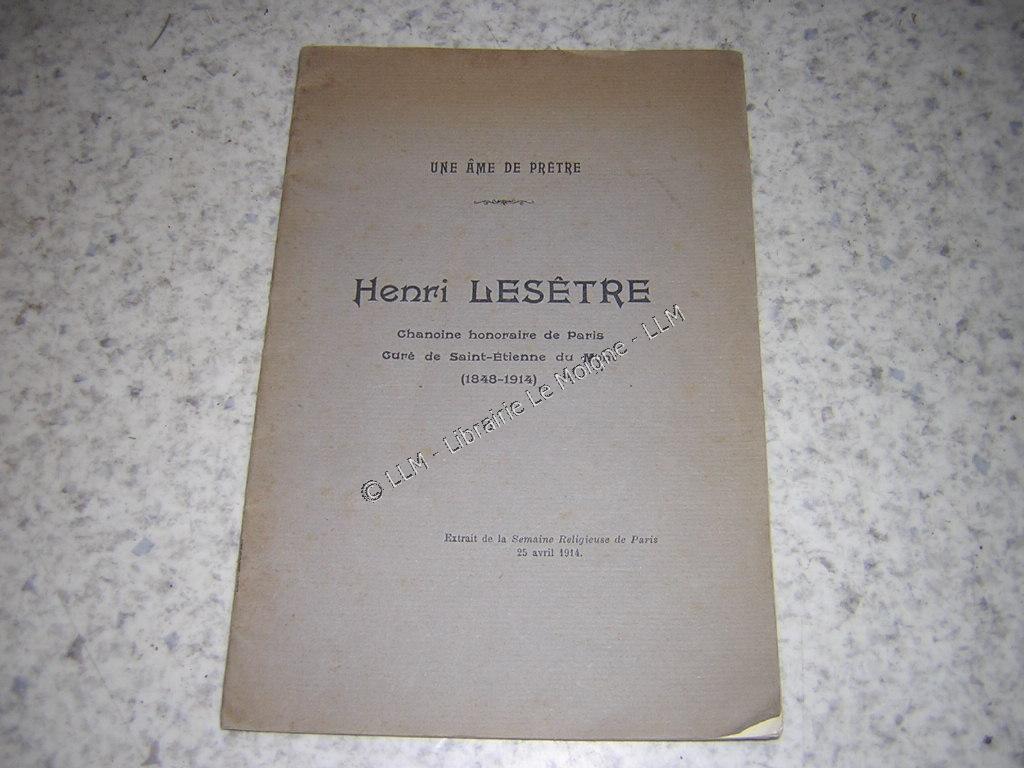 UNE ÂME DE PRÊTRE
Henri LESÊTRE
Chanoine honoraire de Paris
Curé de Saint-Étienne du
(1848-1914)
© LLM - Librairie Le Moigne - LLM
Extrait de la Semaine Religieuse de Paris
25 avril 1914.